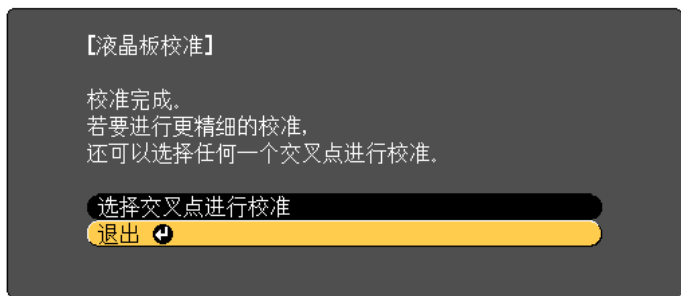 【液晶板校准】
校准完成。
若要进行更精细的校准,
还可以选择任何一个交叉点进行校准。
选择交叉点进行校准
退出